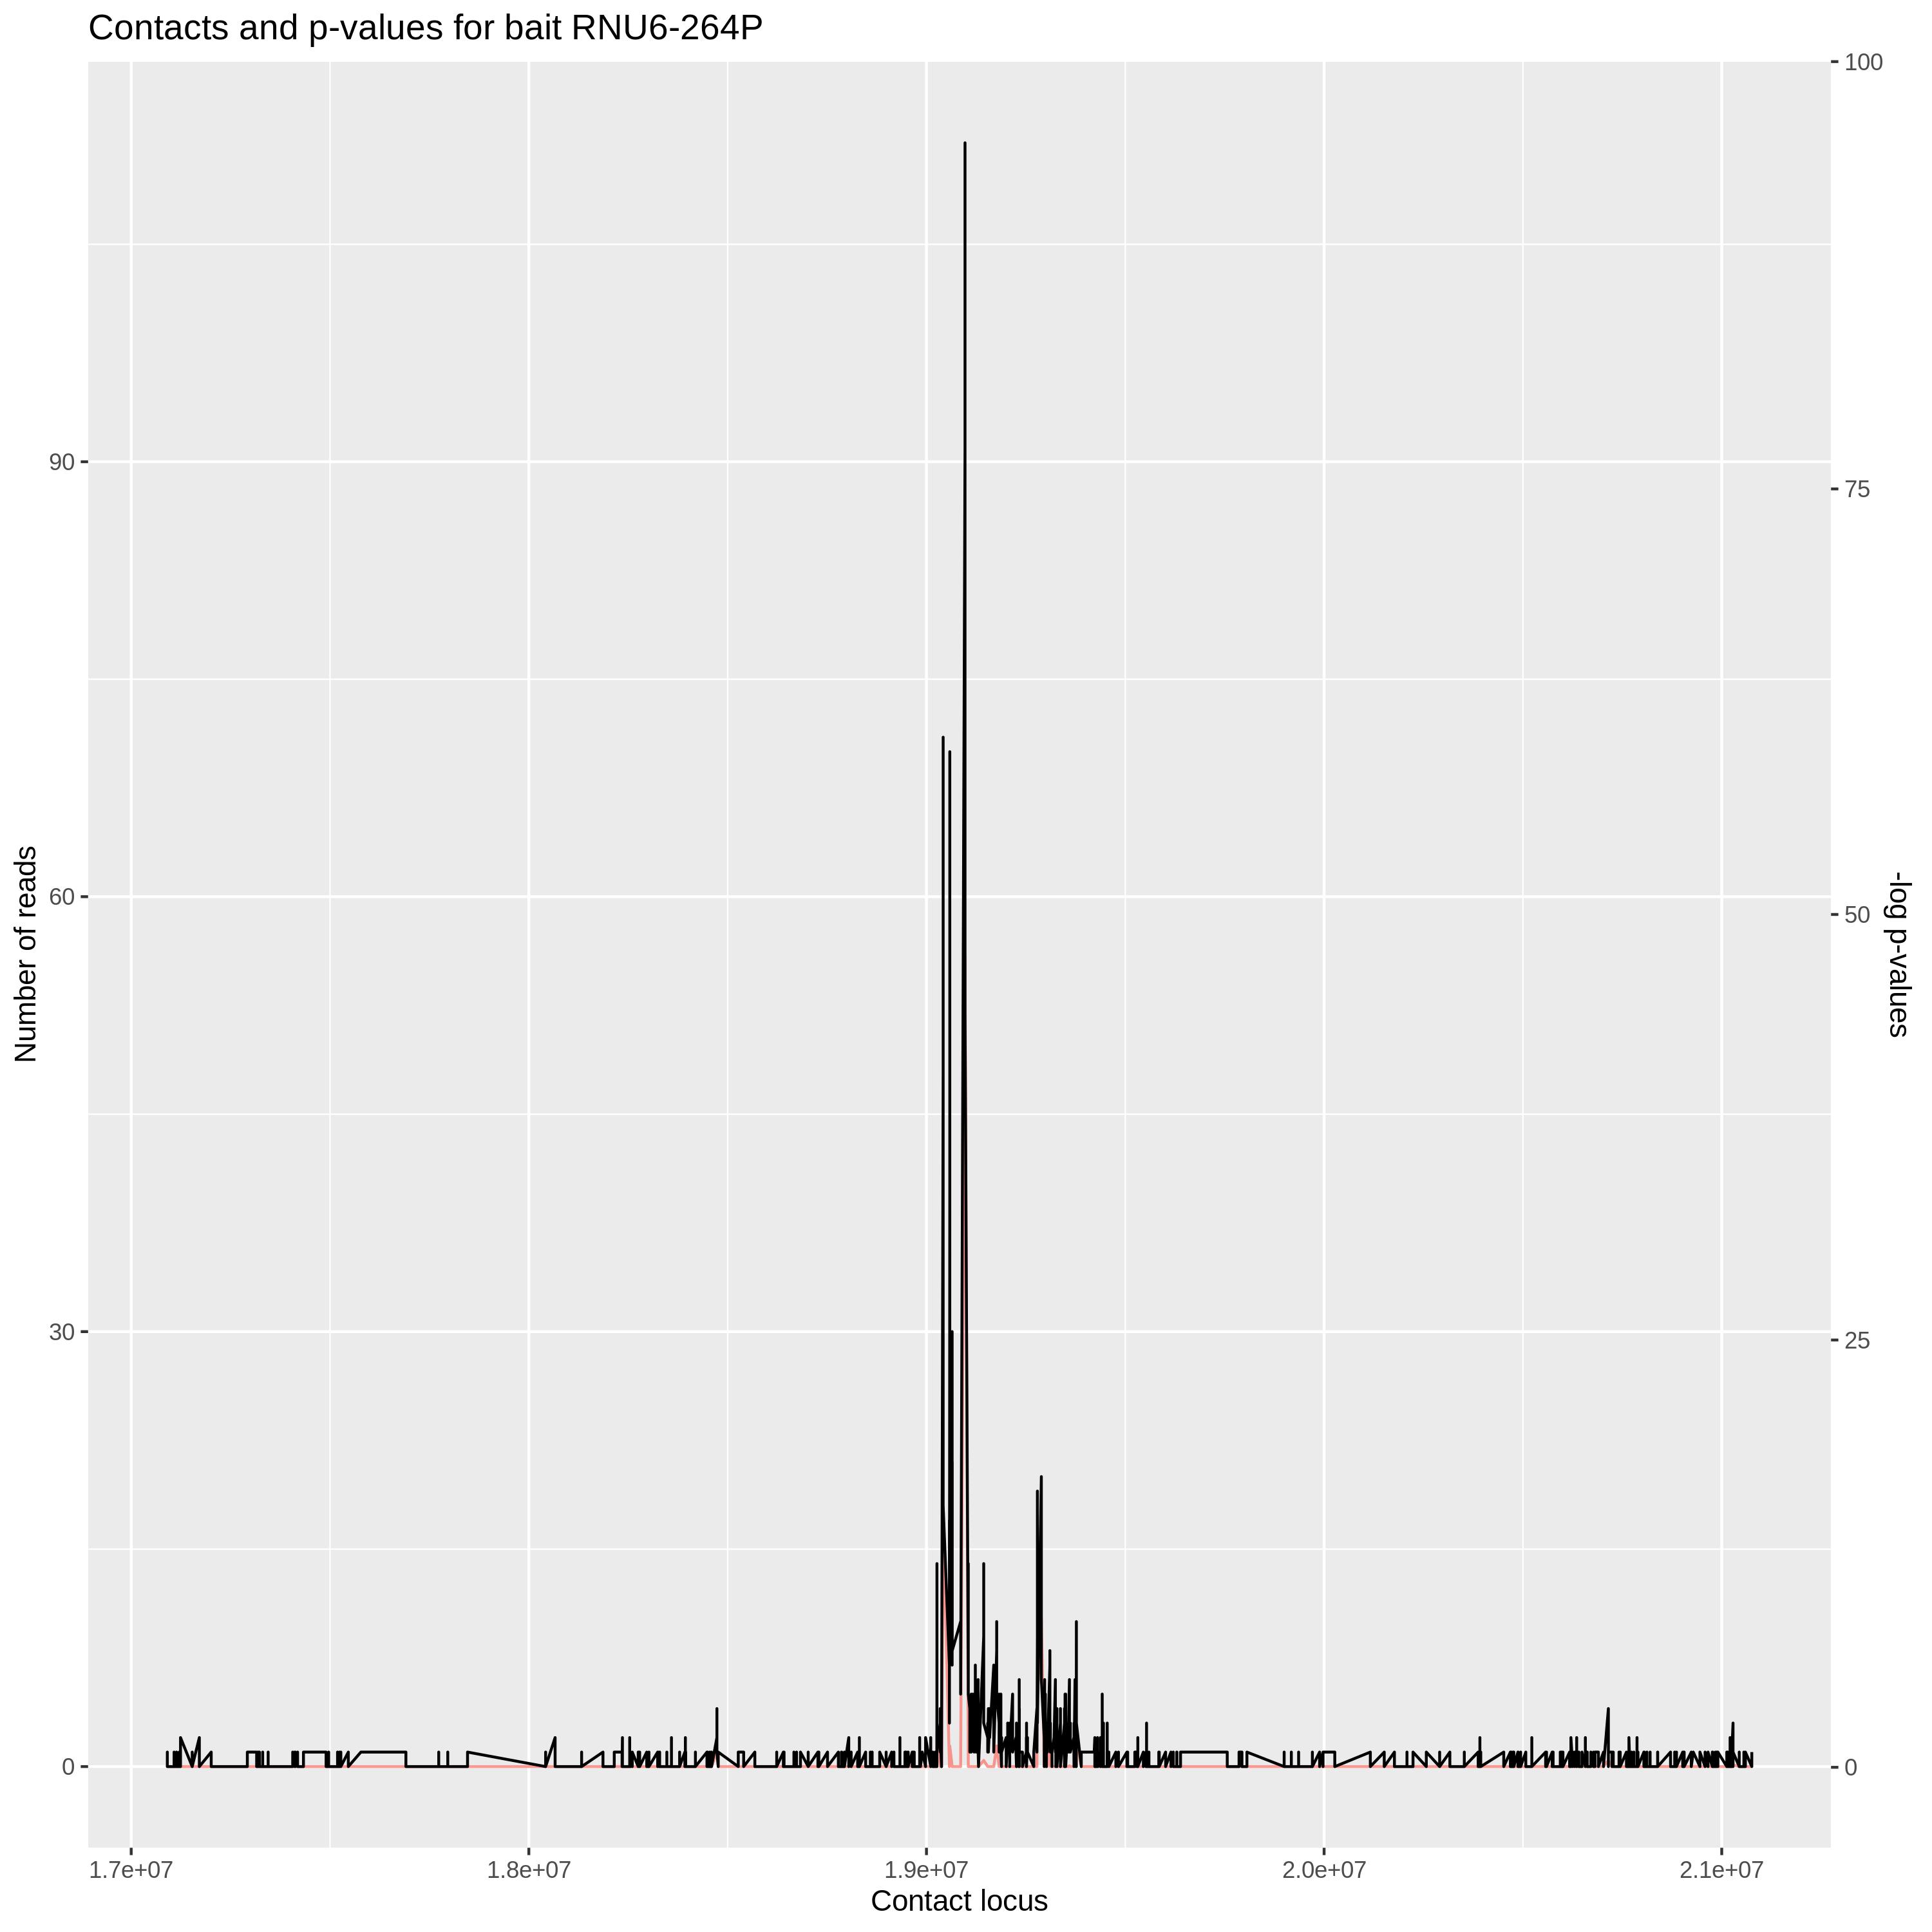 Contacts and p-values for bait RNU6-264P
Number of reads
90
60
30
0
100
75
50
25
0
-log p-values
1.7e+07
1.8e+07
1.9e+07
2.0e+07
2.1e+07
Contact locus